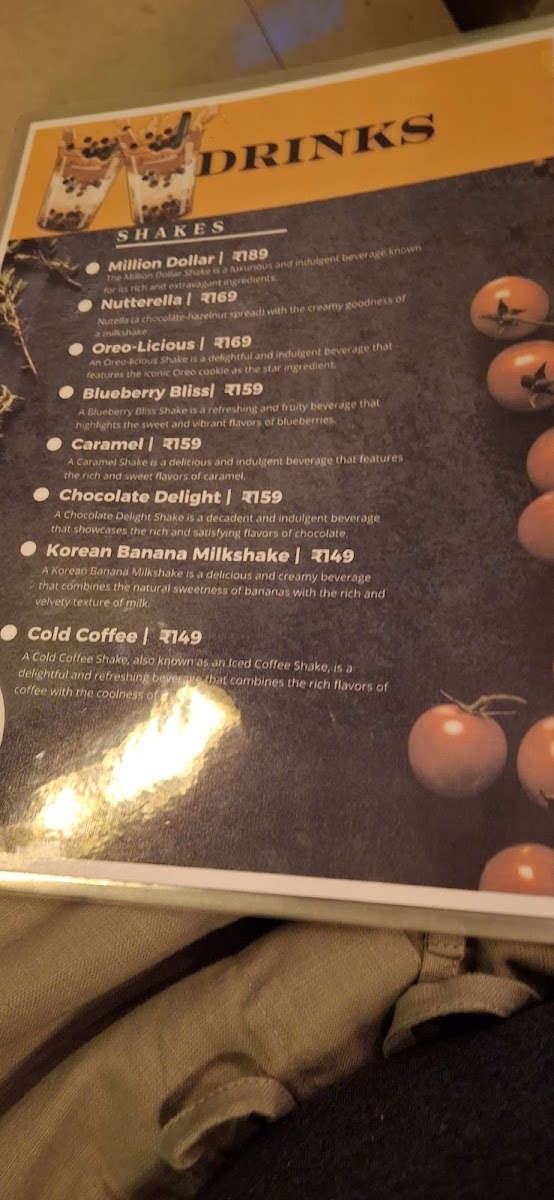 DRINKS
SHAKES
Million Dollar | ₹189
The Million Dollar Shake is a luxurious and indulgent beverage known
for its rich and extravagant ingredients.
Nutterella | ₹169
Nutella (a chocolate-hazelnut spread) with the creamy goodness of
a milkshake.
Oreo-Licious | ₹169
An Oreo-licious Shake is a delightful and indulgent beverage that
features the iconic Oreo cookie as the star ingredient.
Blueberry Bliss| ₹159
A Blueberry Bliss Shake is a refreshing and fruity beverage that
highlights the sweet and vibrant flavors of blueberries.
Caramel | ₹159
A Caramel Shake is a delicious and indulgent beverage that features
the rich and sweet flavors of caramel.
Chocolate Delight | ₹159
A Chocolate Delight Shake is a decadent and indulgent beverage
that showcases the rich and satisfying flavors of chocolate.
Korean Banana Milkshake | ₹149
A Korean Banana Milkshake is a delicious and creamy beverage
that combines the natural sweetness of bananas with the rich and
velvety texture of milk.
Cold Coffee | ₹149
A Cold Coffee Shake, also known as an Iced Coffee Shake, is a
delightful and refreshing beverage that combines the rich flavors of
coffee with the coolness of